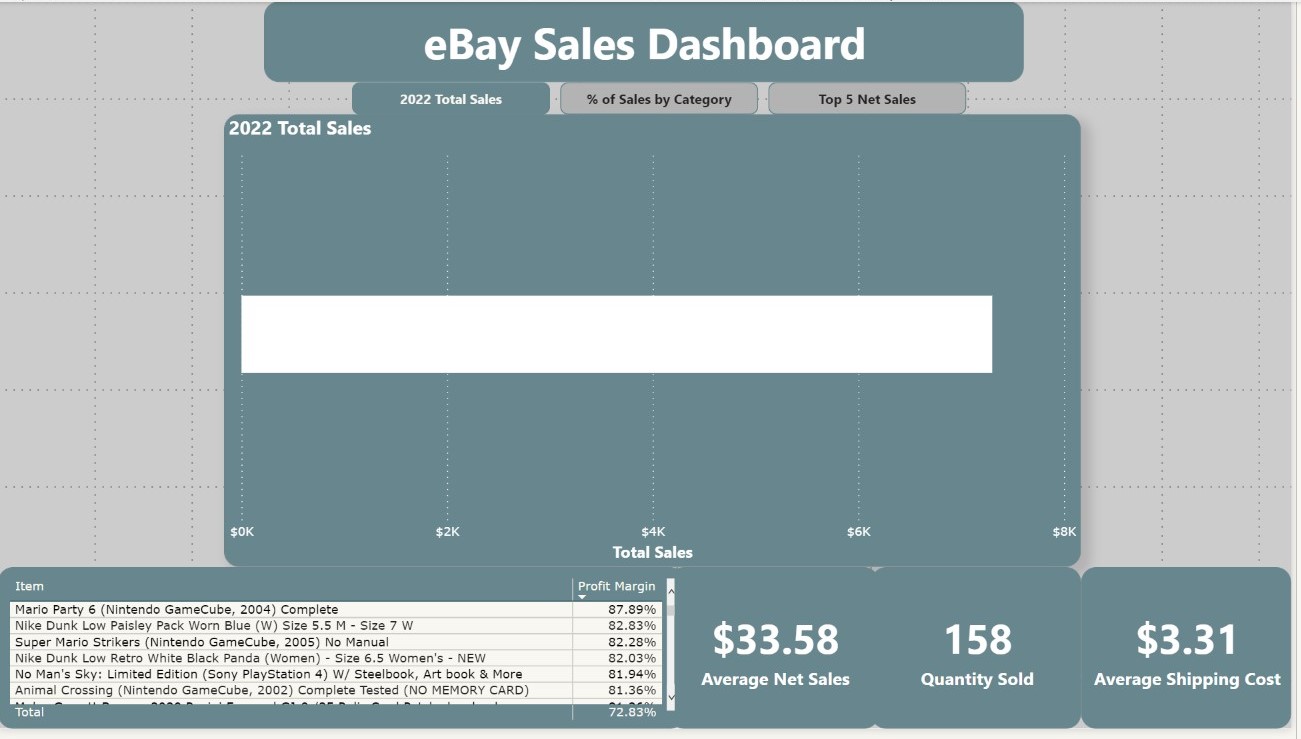 eBay Sales Dashboard
2022 Total Sales
% of Sales by Category
Top 5 Net Sales
2022 Total Sales
$0K
$2K
$4K
$6K
$8K
Total Sales
Item Profit Margin
Mario Party 6 (Nintendo GameCube, 2004) Complete 87.89%
Nike Dunk Low Paisley Pack Worn Blue (W) Size 5.5 M - Size 7 W 82.83%
Super Mario Strikers (Nintendo GameCube, 2005) No Manual 82.28%
Nike Dunk Low Retro White Black Panda (Women) - Size 6.5 Women's - NEW 82.03%
No Man's Sky: Limited Edition (Sony PlayStation 4) W/ Steelbook, Art book & More 81.94%
Animal Crossing (Nintendo GameCube, 2002) Complete Tested (NO MEMORY CARD) 81.36%
Total 72.83%
$33.58
Average Net Sales
158
Quantity Sold
$3.31
Average Shipping Cost